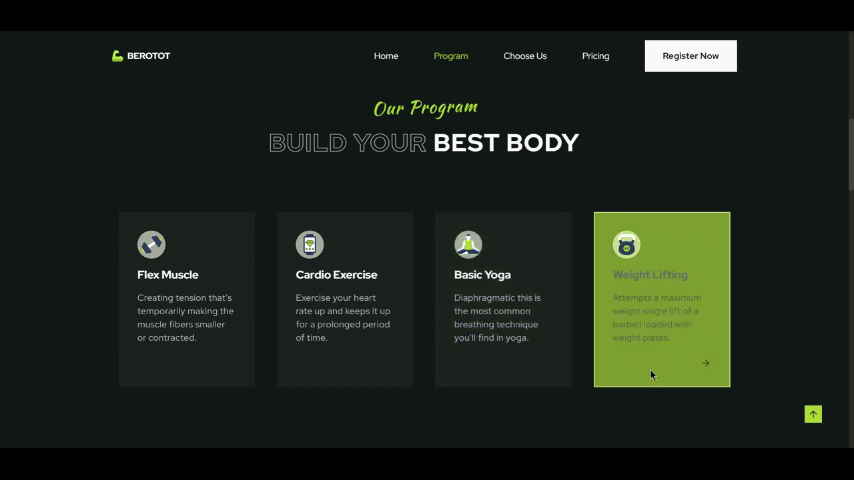 BEROTOT
Home
Program
Choose Us
Pricing
Register Now
Our Program
BUILD YOUR BEST BODY
Flex Muscle
Creating tension that's
temporarily making the
muscle fibers smaller
or contracted.
Cardio Exercise
Exercise your heart
rate up and keeps it up
for a prolonged period
of time.
Basic Yoga
Diaphragmatic this is
the most common
breathing technique
you'll find in yoga.
Weight Lifting
Attempts a maximum
weight single lift of a
barbell loaded with
weight plates.